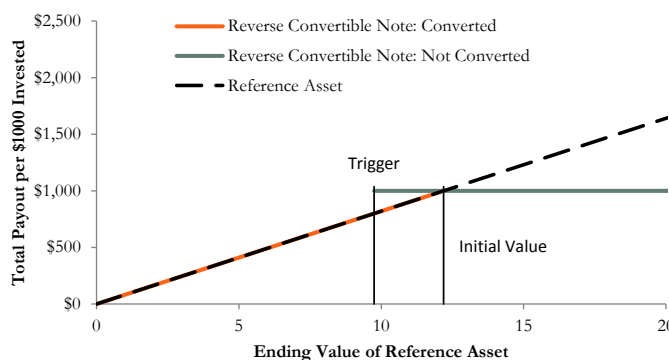 Total Payout per $1000 Invested
$2,500
$2,000
$1,500
$1,000
$500
$0
Reverse Convertible Note: Converted
Reverse Convertible Note: Not Converted
Reference Asset
Trigger
Initial Value
0
5
10
15
20
Ending Value of Reference Asset